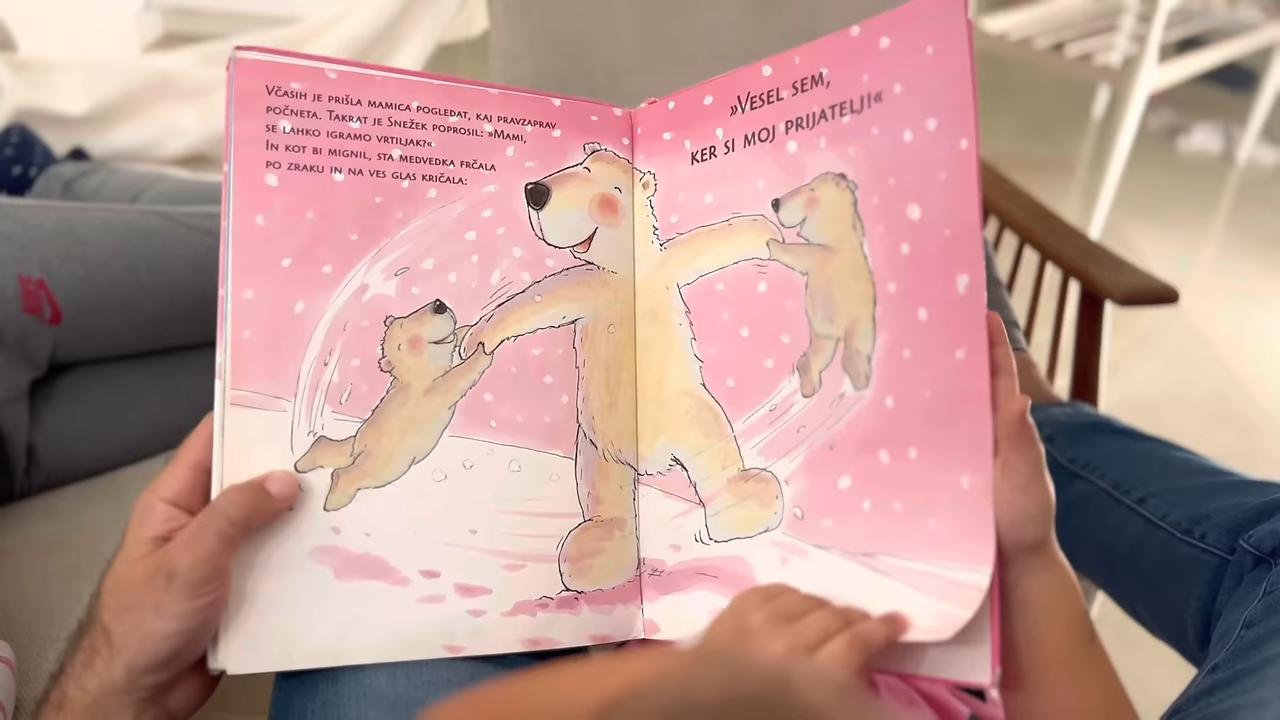 Včasih je prišla mamica pogledat, kaj pravzaprav
počneta. Takrat je Snežek poprosil: »Mami,
se lahko igramo vrtiljak?«
In kot bi mignil, sta medvedka frčala
po zraku in na ves glas kričala:
»Vesel sem,
ker si moj prijatelj!«